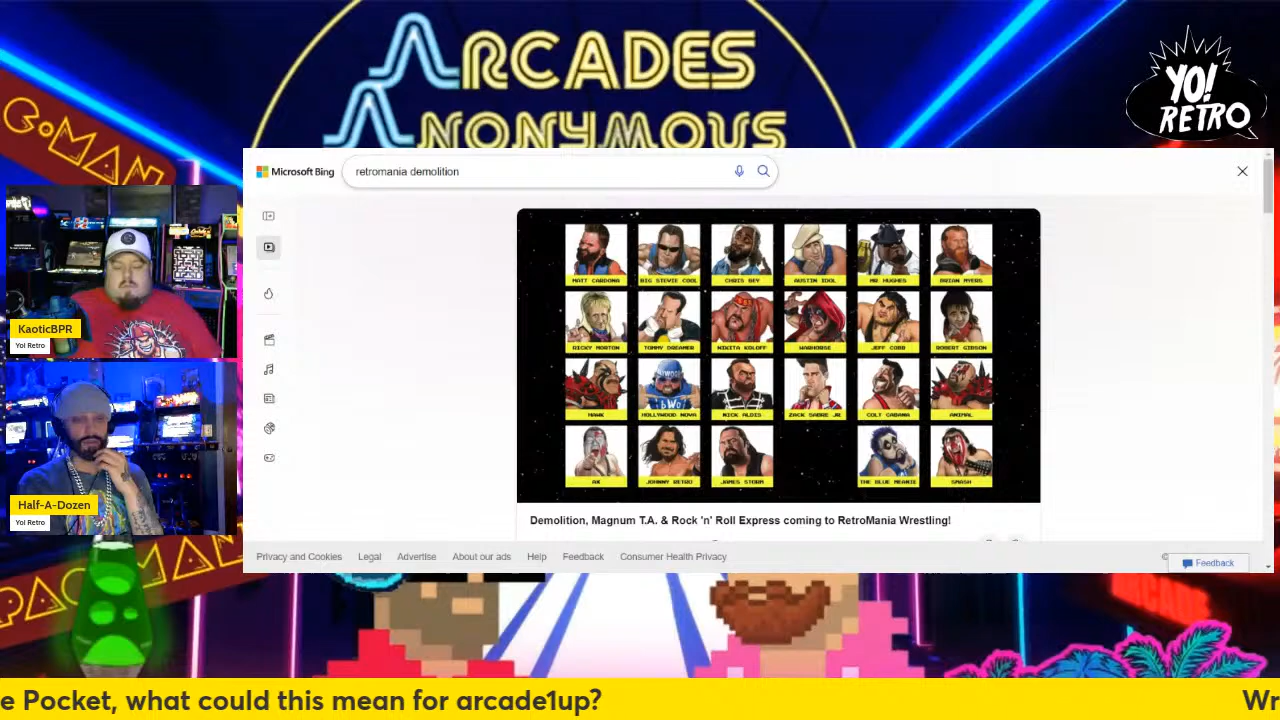 ARCADES
ANONYMOUS
YO!
RETRO
Microsoft Bing
retromania demolition
MATT CARDONA
BIG STEVIE COOL
CHRIS BEY
AUSTIN IDOL
MR HUGHES
BRIAN MYERS
RICKY MORTON
TOMMY DREAMER
NIKITA KOLOFF
WARHORSE
JEFF COBB
ROBERT GIBSON
HAWK
HOLLYWOOD NOVA
NICK ALDIS
ZACK SABRE JR
COLT CABANA
ANIMAL
AX
JOHNNY RETRO
JAMES STORM
THE BLUE MEANIE
SMASH
Demolition, Magnum T.A. & Rock 'n' Roll Express coming to RetroMania Wrestling!
Privacy and Cookies
Legal
Advertise
About our ads
Help
Feedback
Consumer Health Privacy
©
Feedback
KaoticBPR
Yo! Retro
Half-A-Dozen
Yo! Retro
PACMAN
ARCADE
e Pocket, what could this mean for arcade1up?
Wr